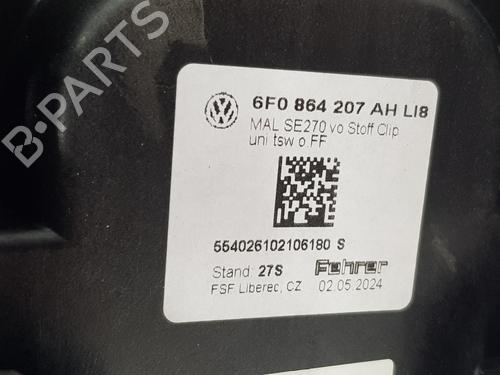 6F0 864 207 AH LI8
MAL SE270 vo Stoff Clip
uni tsw o FF
554026102106180 S
Stand: 27S
Fehrer
FSF Liberec, CZ
02.05.2024